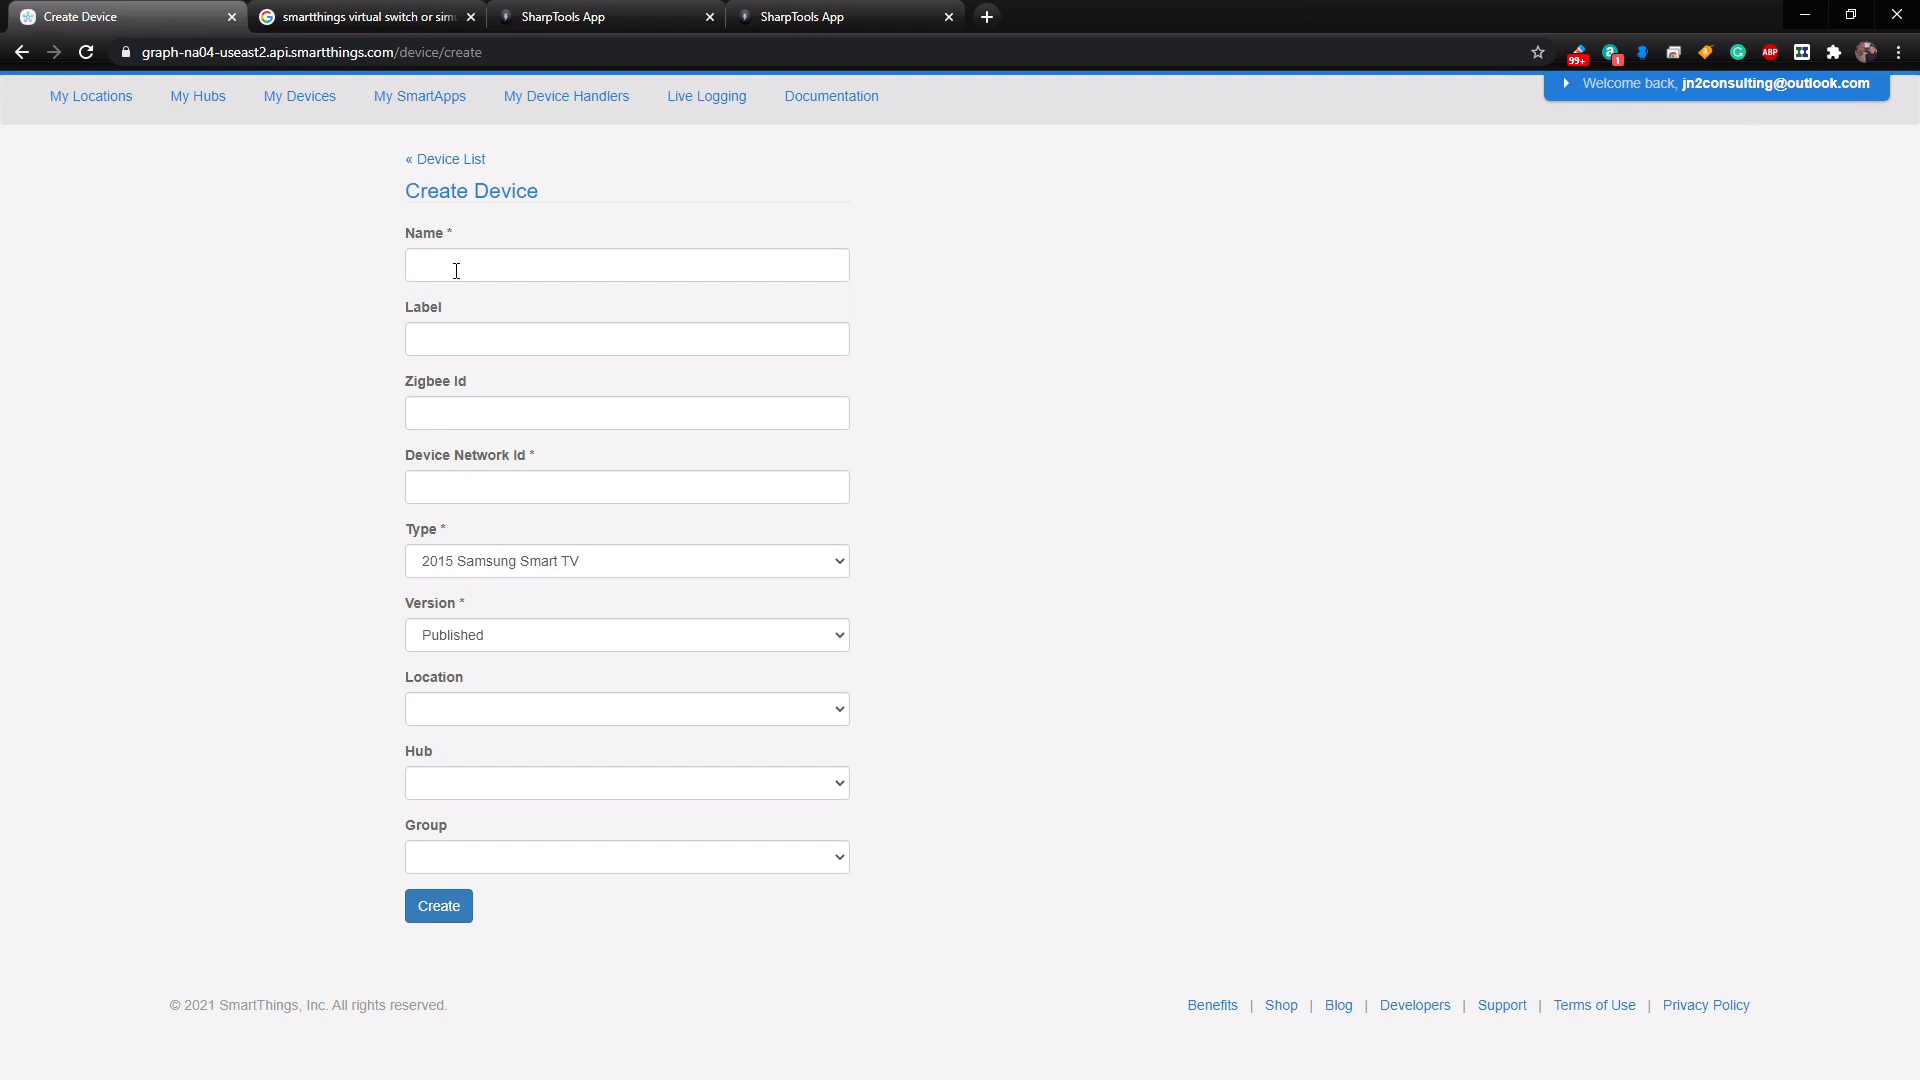 Create Device
smartthings virtual switch or sim
SharpTools App
SharpTools App
graph-na04-useast2.api.smartthings.com/device/create
99+
1
ABP
My Locations
My Hubs
My Devices
My SmartApps
My Device Handlers
Live Logging
Documentation
Welcome back, jn2consulting@outlook.com
« Device List
Create Device
Name *
Label
Zigbee Id
Device Network Id *
Type *
2015 Samsung Smart TV
Version *
Published
Location
Hub
Group
Create
© 2021 SmartThings, Inc. All rights reserved.
Benefits | Shop | Blog | Developers | Support | Terms of Use | Privacy Policy